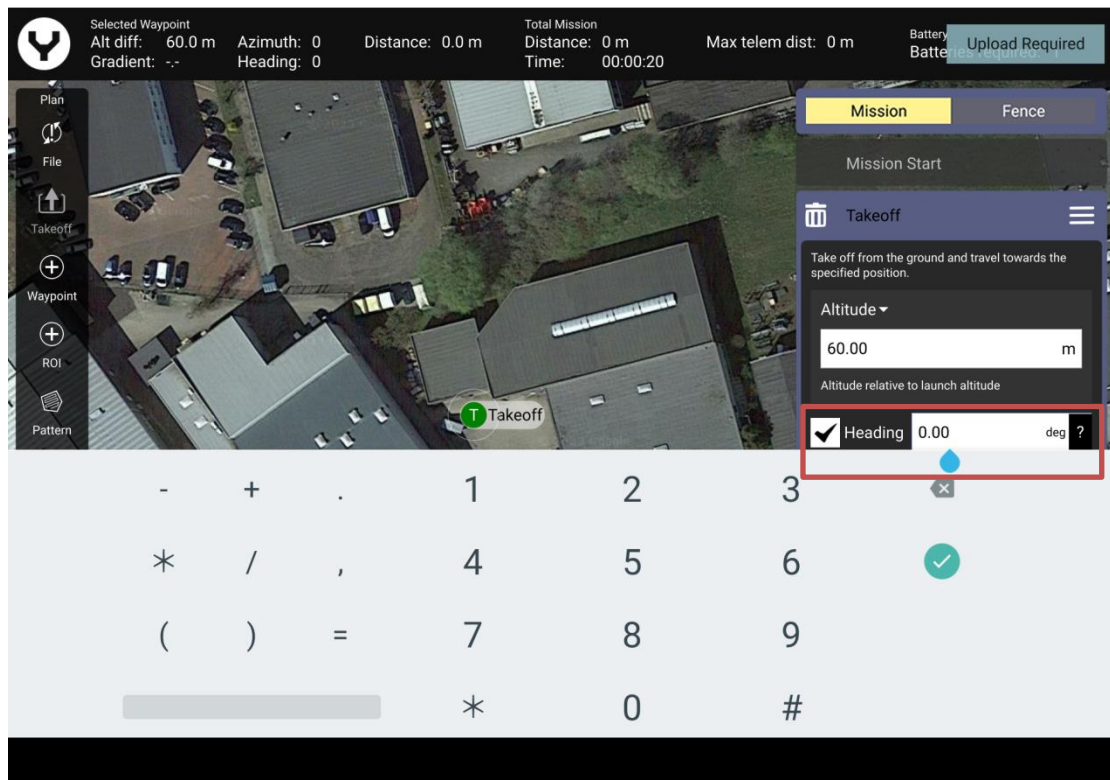 Selected Waypoint
Alt diff: 60.0 m Azimuth: 0 Distance: 0.0 m
Gradient: -.- Heading: 0
Total Mission
Distance: 0 m Max telem dist: 0 m
Time: 00:00:20
Battery
Batteries required: 1
Upload Required
Plan
File
Takeoff
Waypoint
ROI
Pattern
Takeoff
T
Mission Fence
Mission Start
Takeoff
Take off from the ground and travel towards the
specified position.
Altitude
60.00 m
Altitude relative to launch altitude
Heading 0.00 deg ?
- + . 1 2 3
* / , 4 5 6
( ) = 7 8 9
* 0 #